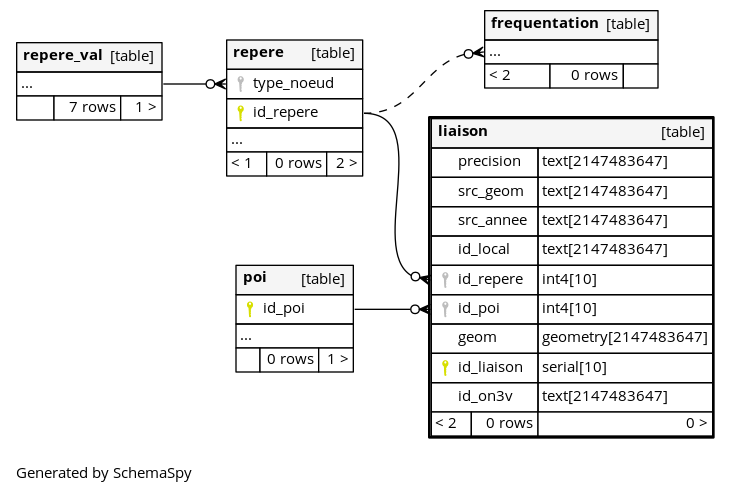 repere_val [table]
...
7 rows 1 >
repere [table]
type_noeud
id_repere
...
< 1 0 rows 2 >
frequentation [table]
...
< 2 0 rows
liaison [table]
precision text[2147483647]
src_geom text[2147483647]
src_annee text[2147483647]
id_local text[2147483647]
id_repere int4[10]
id_poi int4[10]
geom geometry[2147483647]
id_liaison serial[10]
id_on3v text[2147483647]
< 2 0 rows 0 >
poi [table]
id_poi
...
0 rows 1 >
Generated by SchemaSpy